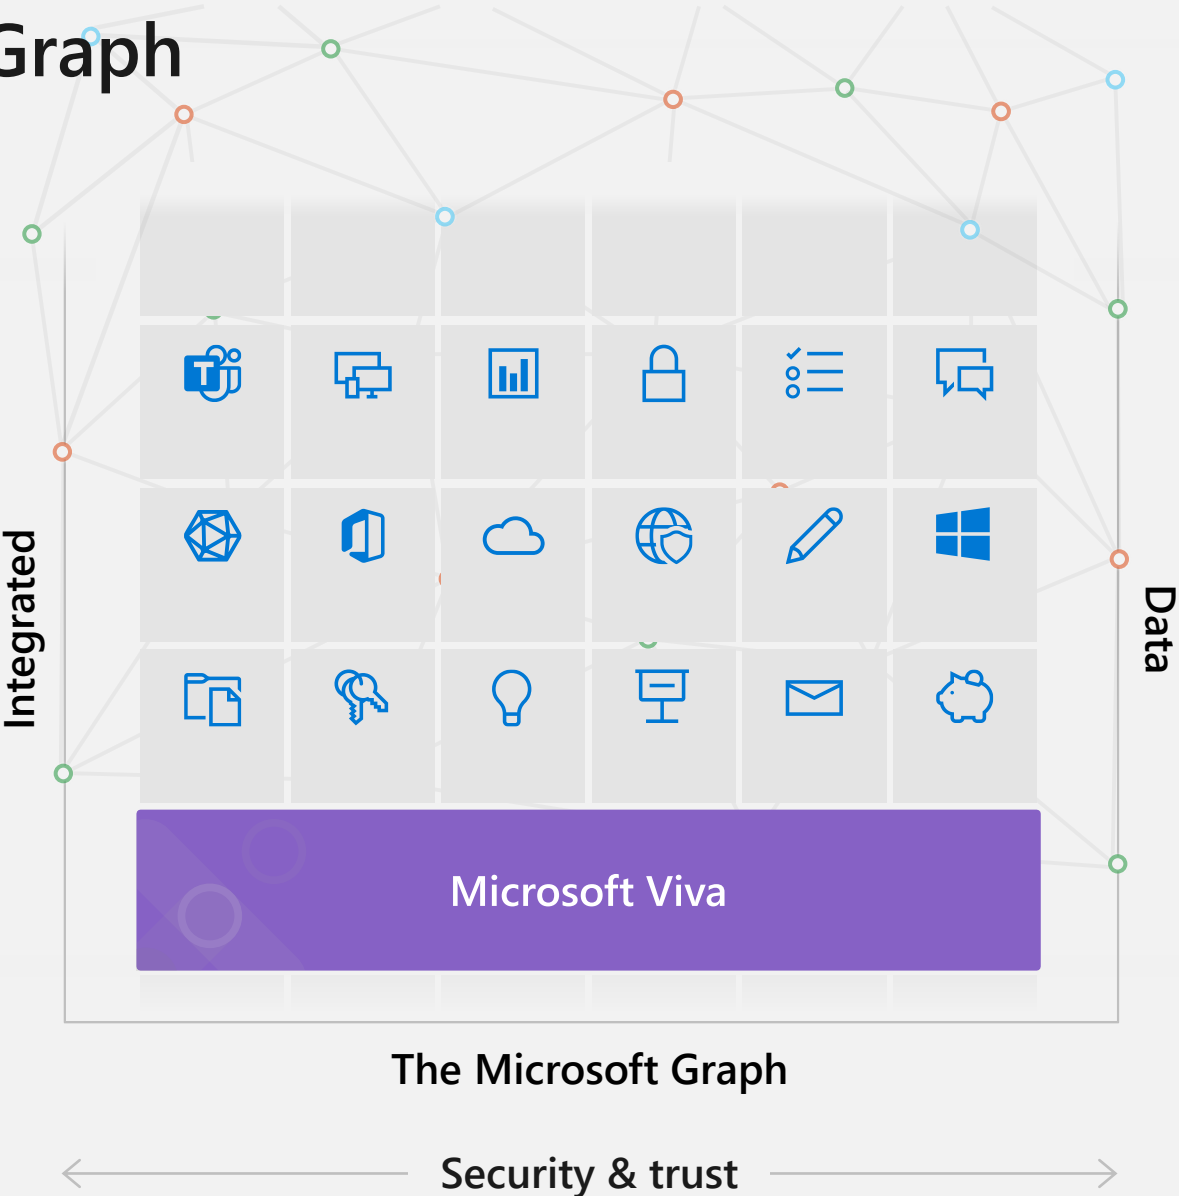 Graph
Integrated
Data
Microsoft Viva
The Microsoft Graph
Security & trust